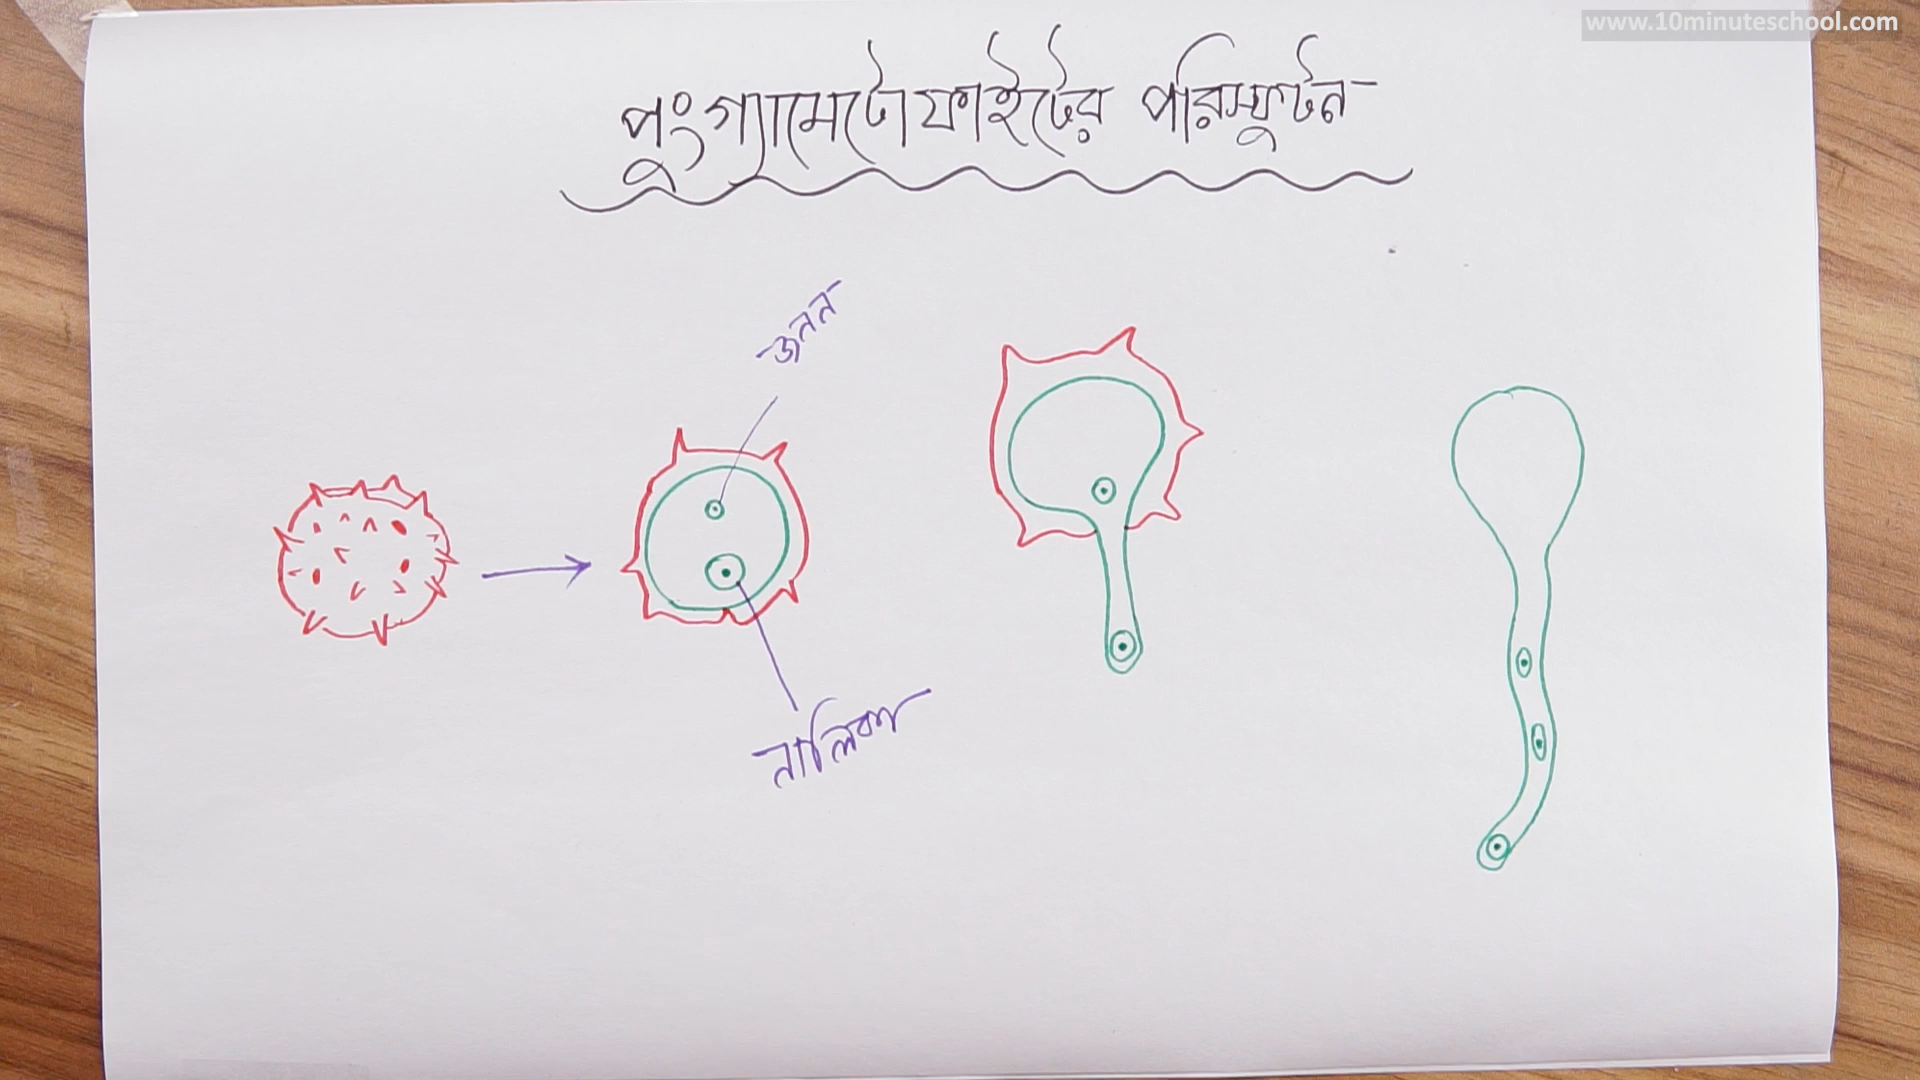 www.10minuteschool.com
পুংগ্যামেটোফাইটের পরিস্ফুটন
জনন
নালিকা